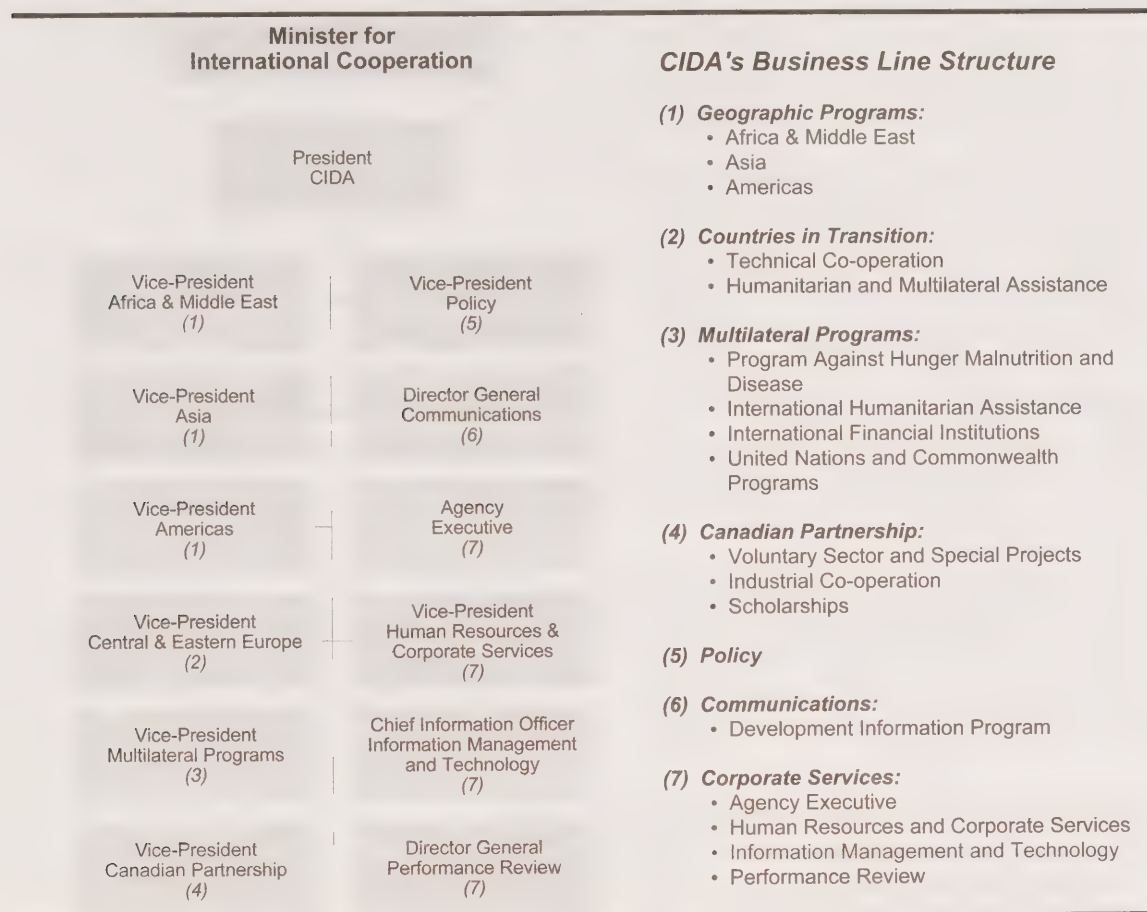 Minister for
International Cooperation
President
CIDA
Vice-President
Africa & Middle East
(1)
Vice-President
Policy
(5)
Vice-President
Asia
(1)
Director General
Communications
(6)
Vice-President
Americas
(1)
Agency
Executive
(7)
Vice-President
Central & Eastern Europe
(2)
Vice-President
Human Resources &
Corporate Services
(7)
Vice-President
Multilateral Programs
(3)
Chief Information Officer
Information Management
and Technology
(7)
Vice-President
Canadian Partnership
(4)
Director General
Performance Review
(7)
CIDA's Business Line Structure
(1) Geographic Programs:
• Africa & Middle East
• Asia
• Americas
(2) Countries in Transition:
• Technical Co-operation
• Humanitarian and Multilateral Assistance
(3) Multilateral Programs:
• Program Against Hunger Malnutrition and
Disease
• International Humanitarian Assistance
• International Financial Institutions
• United Nations and Commonwealth
Programs
(4) Canadian Partnership:
• Voluntary Sector and Special Projects
• Industrial Co-operation
• Scholarships
(5) Policy
(6) Communications:
• Development Information Program
(7) Corporate Services:
• Agency Executive
• Human Resources and Corporate Services
• Information Management and Technology
• Performance Review